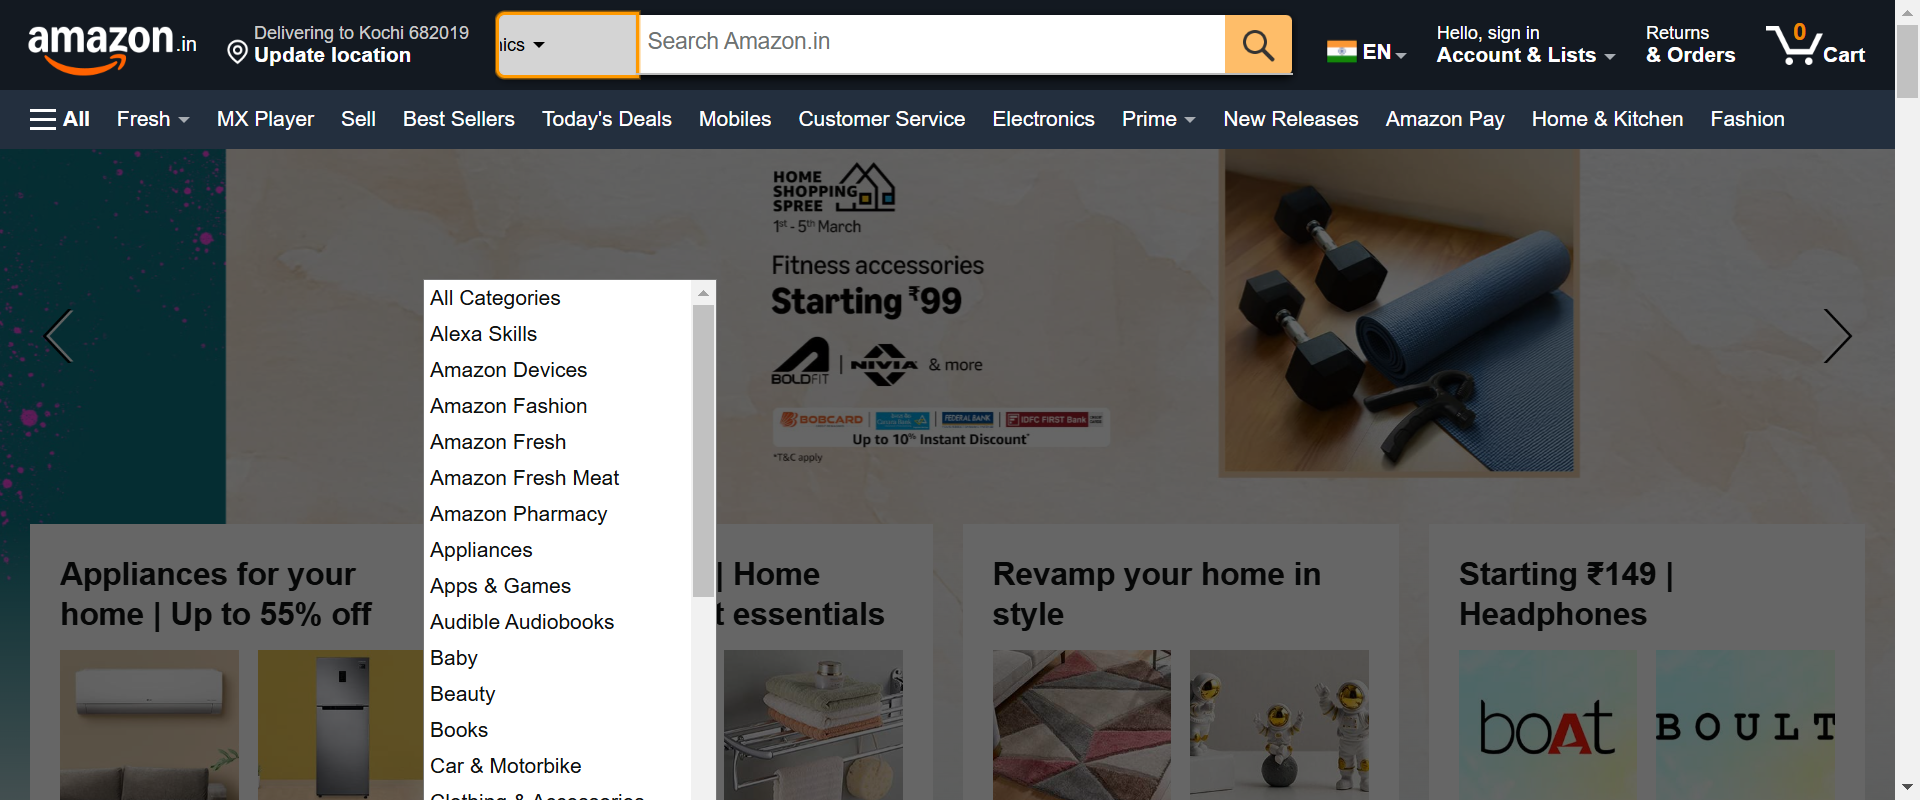 amazon.in
Delivering to Kochi 682019
Update location
Search Amazon.in
EN
Hello, sign in
Account & Lists
Returns
& Orders
0
Cart
All
Fresh
MX Player
Sell
Best Sellers
Today's Deals
Mobiles
Customer Service
Electronics
Prime
New Releases
Amazon Pay
Home & Kitchen
Fashion
HOME
SHOPPING
SPREE
1st - 5th March
Fitness accessories
Starting ₹99
BOLDFIT | NIVIA & more
BOBCARD | | FEDERAL BANK | IDFC FIRST Bank
Up to 10% Instant Discount*
*T&C apply
All Categories
Alexa Skills
Amazon Devices
Amazon Fashion
Amazon Fresh
Amazon Fresh Meat
Amazon Pharmacy
Appliances
Apps & Games
Audible Audiobooks
Baby
Beauty
Books
Car & Motorbike
Clothing & Accessories
Appliances for your
home | Up to 55% off
| Home
essentials
Revamp your home in
style
Starting ₹149 |
Headphones
boAt
BOULT